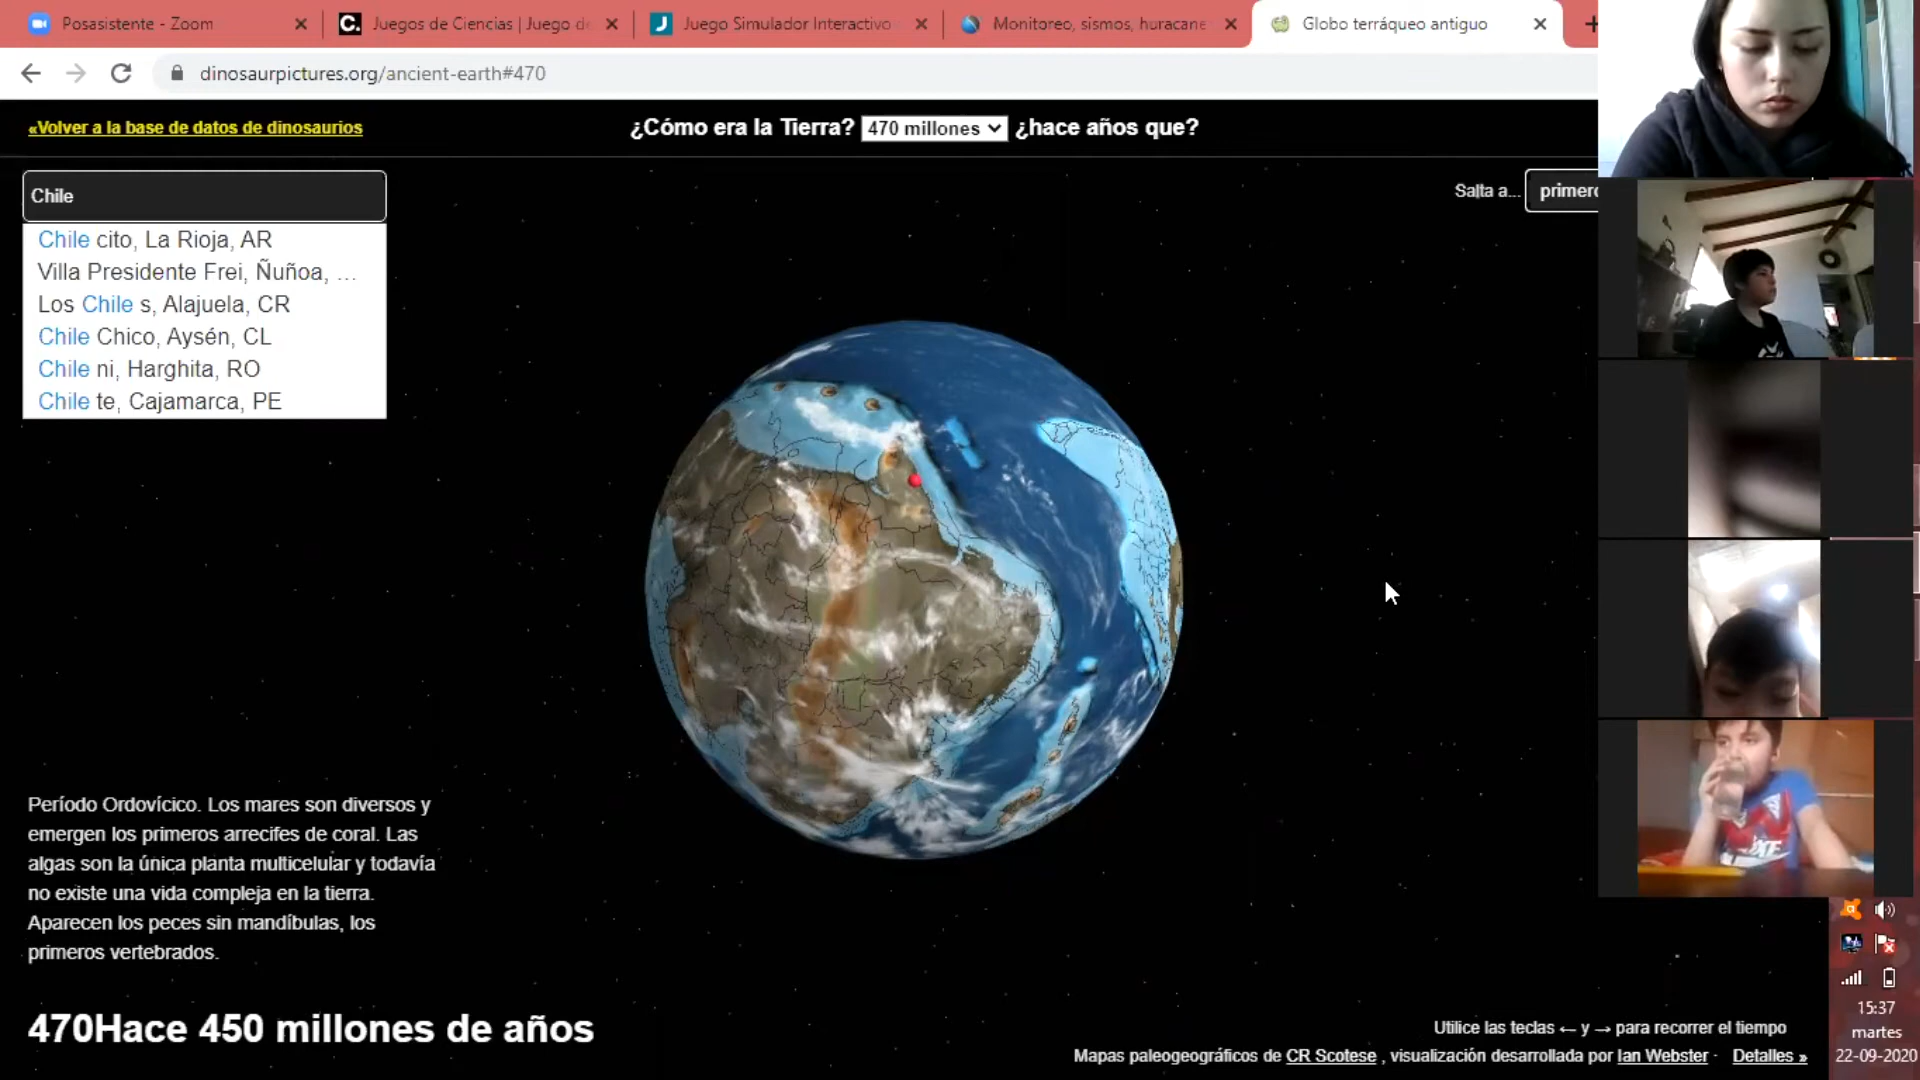 Posasistente - Zoom
Juegos de Ciencias | Juego de
Juego Simulador Interactivo
Monitoreo, sismos, huracane
Globo terráqueo antiguo
dinosaurpictures.org/ancient-earth#470
«Volver a la base de datos de dinosaurios
¿Cómo era la Tierra? 470 millones ¿hace años que?
Chile
Salta a... primero
Chile cito, La Rioja, AR
Villa Presidente Frei, Ñuñoa, ...
Los Chile s, Alajuela, CR
Chile Chico, Aysén, CL
Chile ni, Harghita, RO
Chile te, Cajamarca, PE
Período Ordovícico. Los mares son diversos y
emergen los primeros arrecifes de coral. Las
algas son la única planta multicelular y todavía
no existe una vida compleja en la tierra.
Aparecen los peces sin mandíbulas, los
primeros vertebrados.
470Hace 450 millones de años
Utilice las teclas ← y → para recorrer el tiempo
Mapas paleogeográficos de CR Scotese , visualización desarrollada por Ian Webster · Detalles »
15:37
martes
22-09-2020